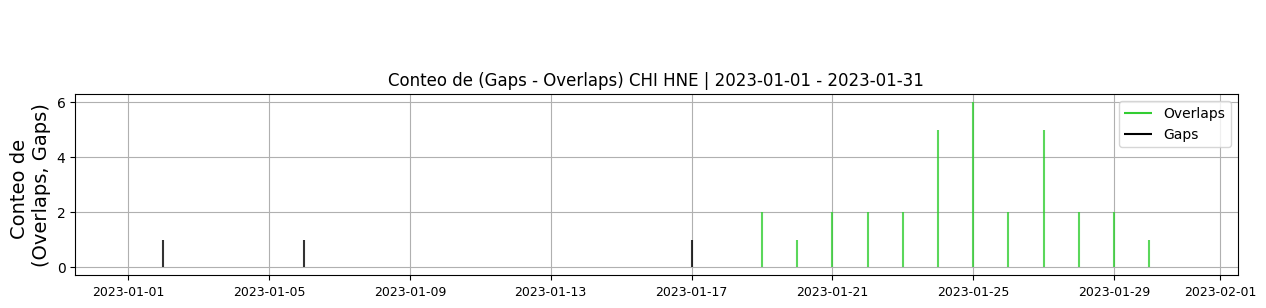 Conteo de (Gaps - Overlaps) CHI HNE | 2023-01-01 - 2023-01-31
Conteo de
(Overlaps, Gaps)
6
4
2
0
Overlaps
Gaps
2023-01-01 2023-01-05 2023-01-09 2023-01-13 2023-01-17 2023-01-21 2023-01-25 2023-01-29 2023-02-01